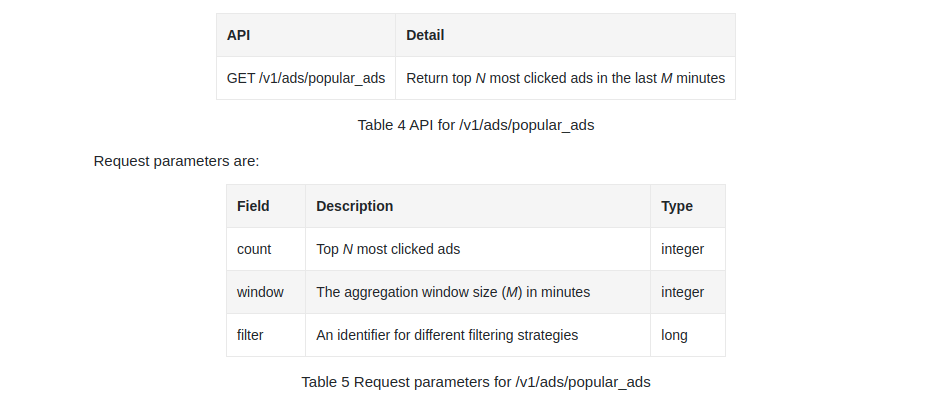 API Detail
GET /v1/ads/popular_ads Return top N most clicked ads in the last M minutes
Table 4 API for /v1/ads/popular_ads
Request parameters are:
Field Description Type
count Top N most clicked ads integer
window The aggregation window size (M) in minutes integer
filter An identifier for different filtering strategies long
Table 5 Request parameters for /v1/ads/popular_ads